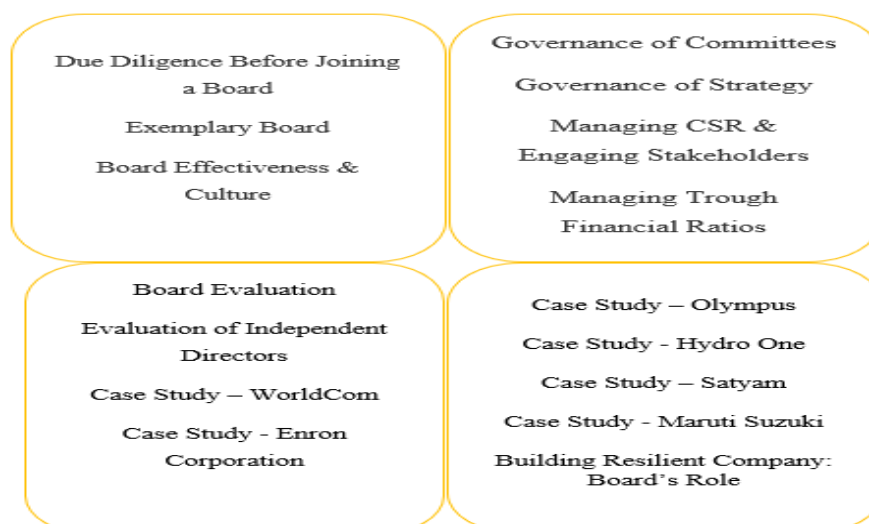 Due Diligence Before Joining
a Board
Exemplary Board
Board Effectiveness &
Culture
Governance of Committees
Governance of Strategy
Managing CSR &
Engaging Stakeholders
Managing Trough
Financial Ratios
Board Evaluation
Evaluation of Independent
Directors
Case Study – WorldCom
Case Study - Enron
Corporation
Case Study – Olympus
Case Study - Hydro One
Case Study – Satyam
Case Study - Maruti Suzuki
Building Resilient Company:
Board’s Role